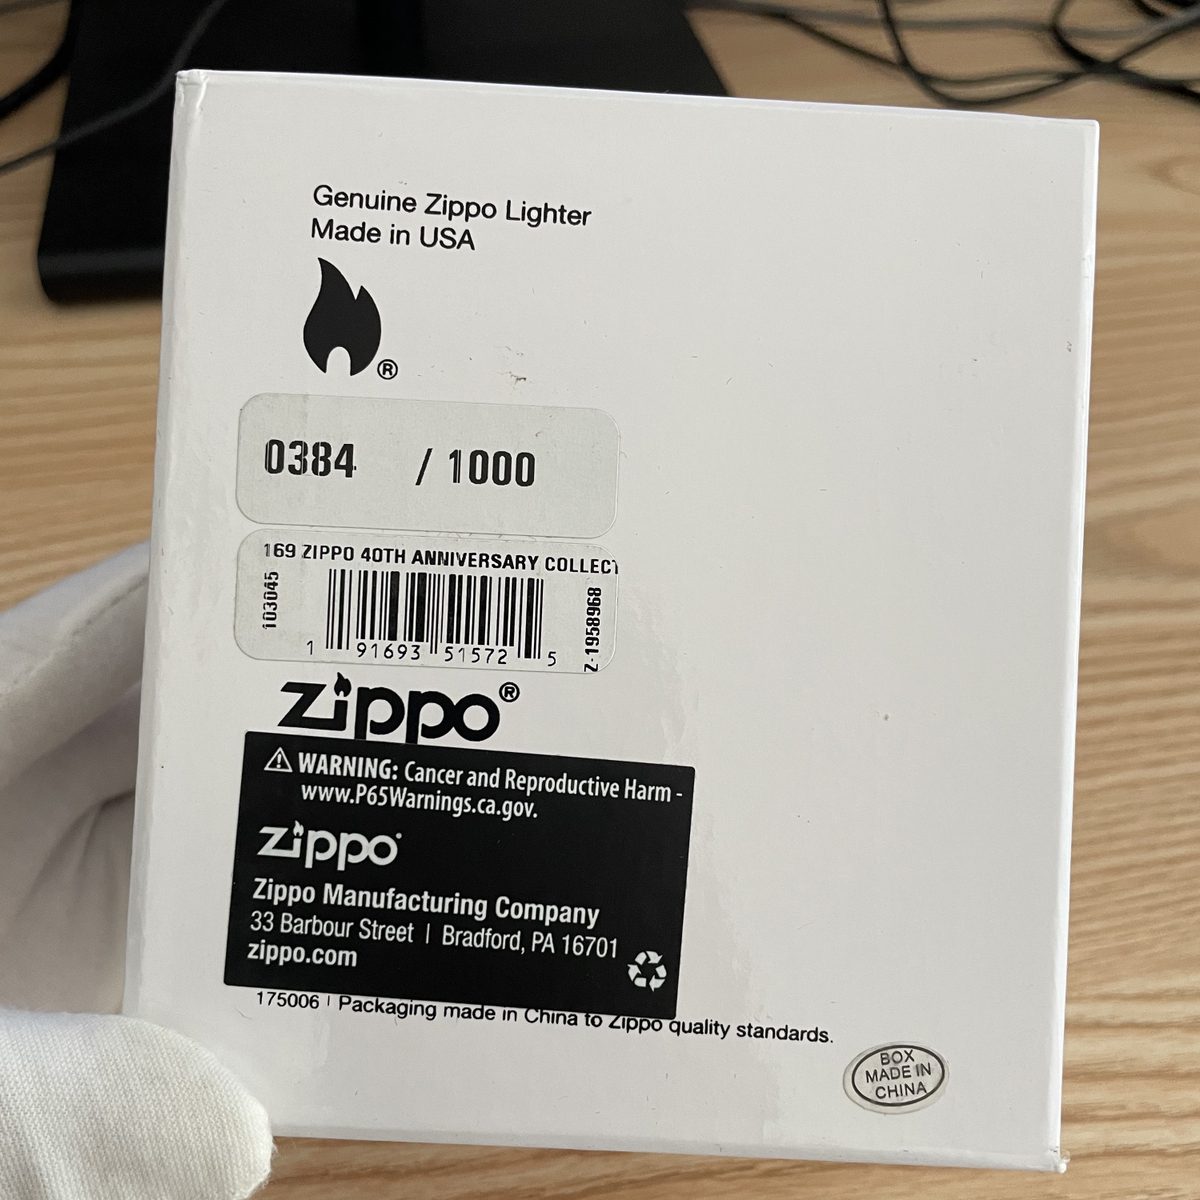 Genuine Zippo Lighter
Made in USA
®
0384 / 1000
169 ZIPPO 40TH ANNIVERSARY COLLECT
103045
Z-1958968
1 91693 51572 5
Zippo®
⚠ WARNING: Cancer and Reproductive Harm -
www.P65Warnings.ca.gov.
Zippo
Zippo Manufacturing Company
33 Barbour Street | Bradford, PA 16701
zippo.com
175006 | Packaging made in China to Zippo quality standards.
BOX
MADE IN
CHINA